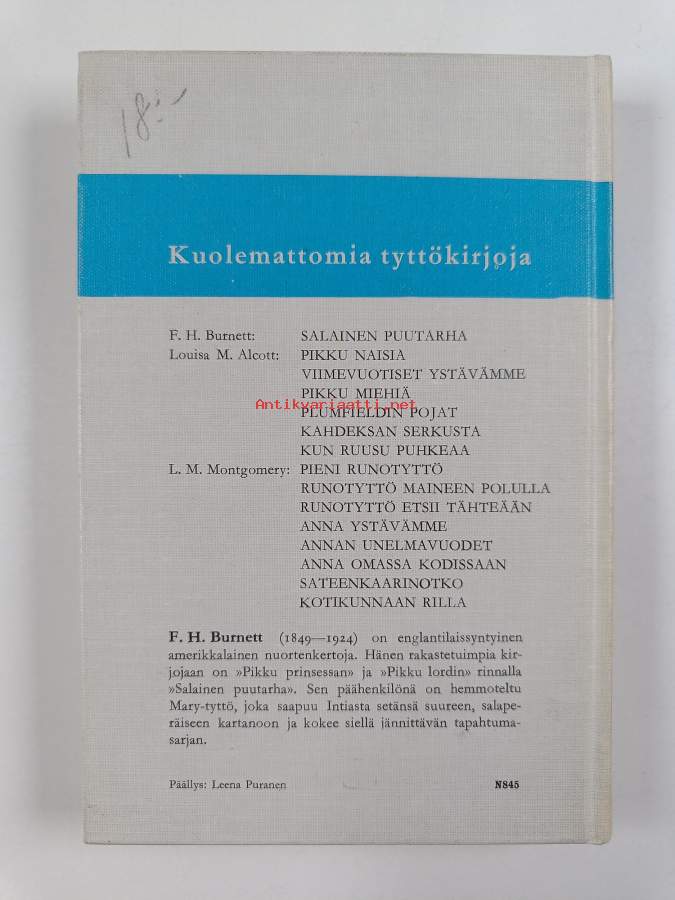 18:-
Kuolemattomia tyttökirjoja
F. H. Burnett: SALAINEN PUUTARHA
Louisa M. Alcott: PIKKU NAISIA
VIIMEVUOTISET YSTÄVÄMME
PIKKU MIEHIÄ
Antikvariaatti.net
PLUMFIELDIN POJAT
KAHDEKSAN SERKUSTA
KUN RUUSU PUHKEAA
L. M. Montgomery: PIENI RUNOTYTTÖ
RUNOTYTTÖ MAINEEN POLULLA
RUNOTYTTÖ ETSII TÄHTEÄÄN
ANNA YSTÄVÄMME
ANNAN UNELMAVUODET
ANNA OMASSA KODISSAAN
SATEENKAARINOTKO
KOTIKUNNAAN RILLA
F. H. Burnett (1849—1924) on englantilaissyntyinen
amerikkalainen nuortenkertoja. Hänen rakastetuimpia kir-
jojaan on »Pikku prinsessan» ja »Pikku lordin» rinnalla
»Salainen puutarha». Sen päähenkilönä on hemmoteltu
Mary-tyttö, joka saapuu Intiasta setänsä suureen, salape-
räiseen kartanoon ja kokee siellä jännittävän tapahtuma-
sarjan.
Päällys: Leena Puranen N845